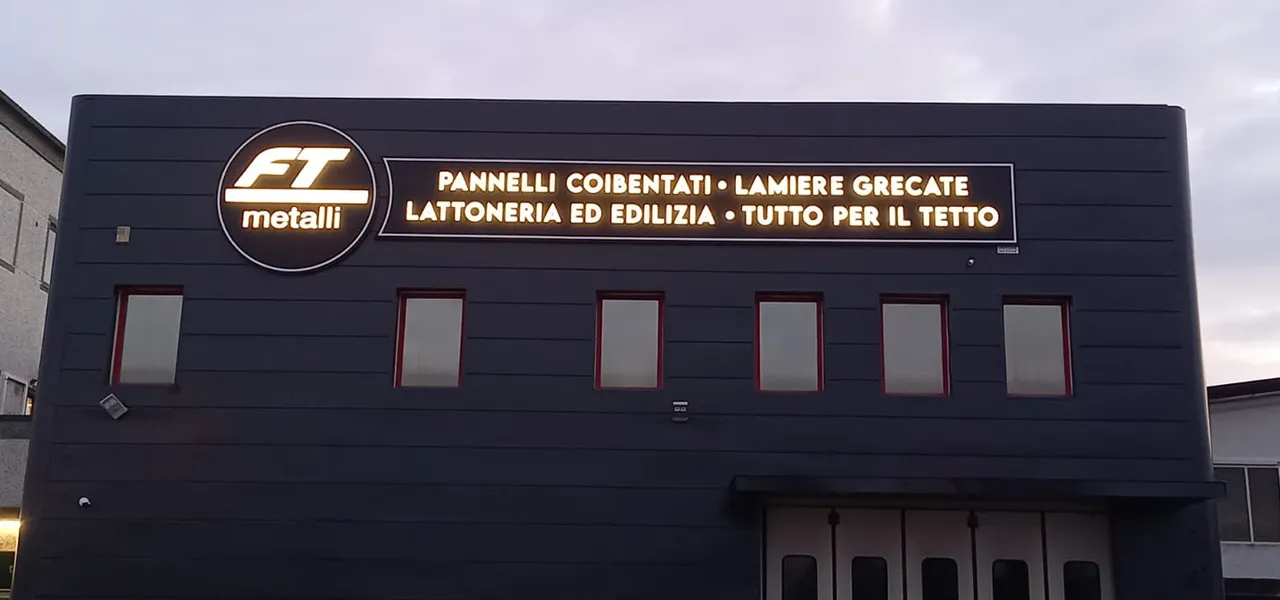 FT
metalli
PANNELLI COIBENTATI • LAMIERE GRECATE
LATTONERIA ED EDILIZIA • TUTTO PER IL TETTO